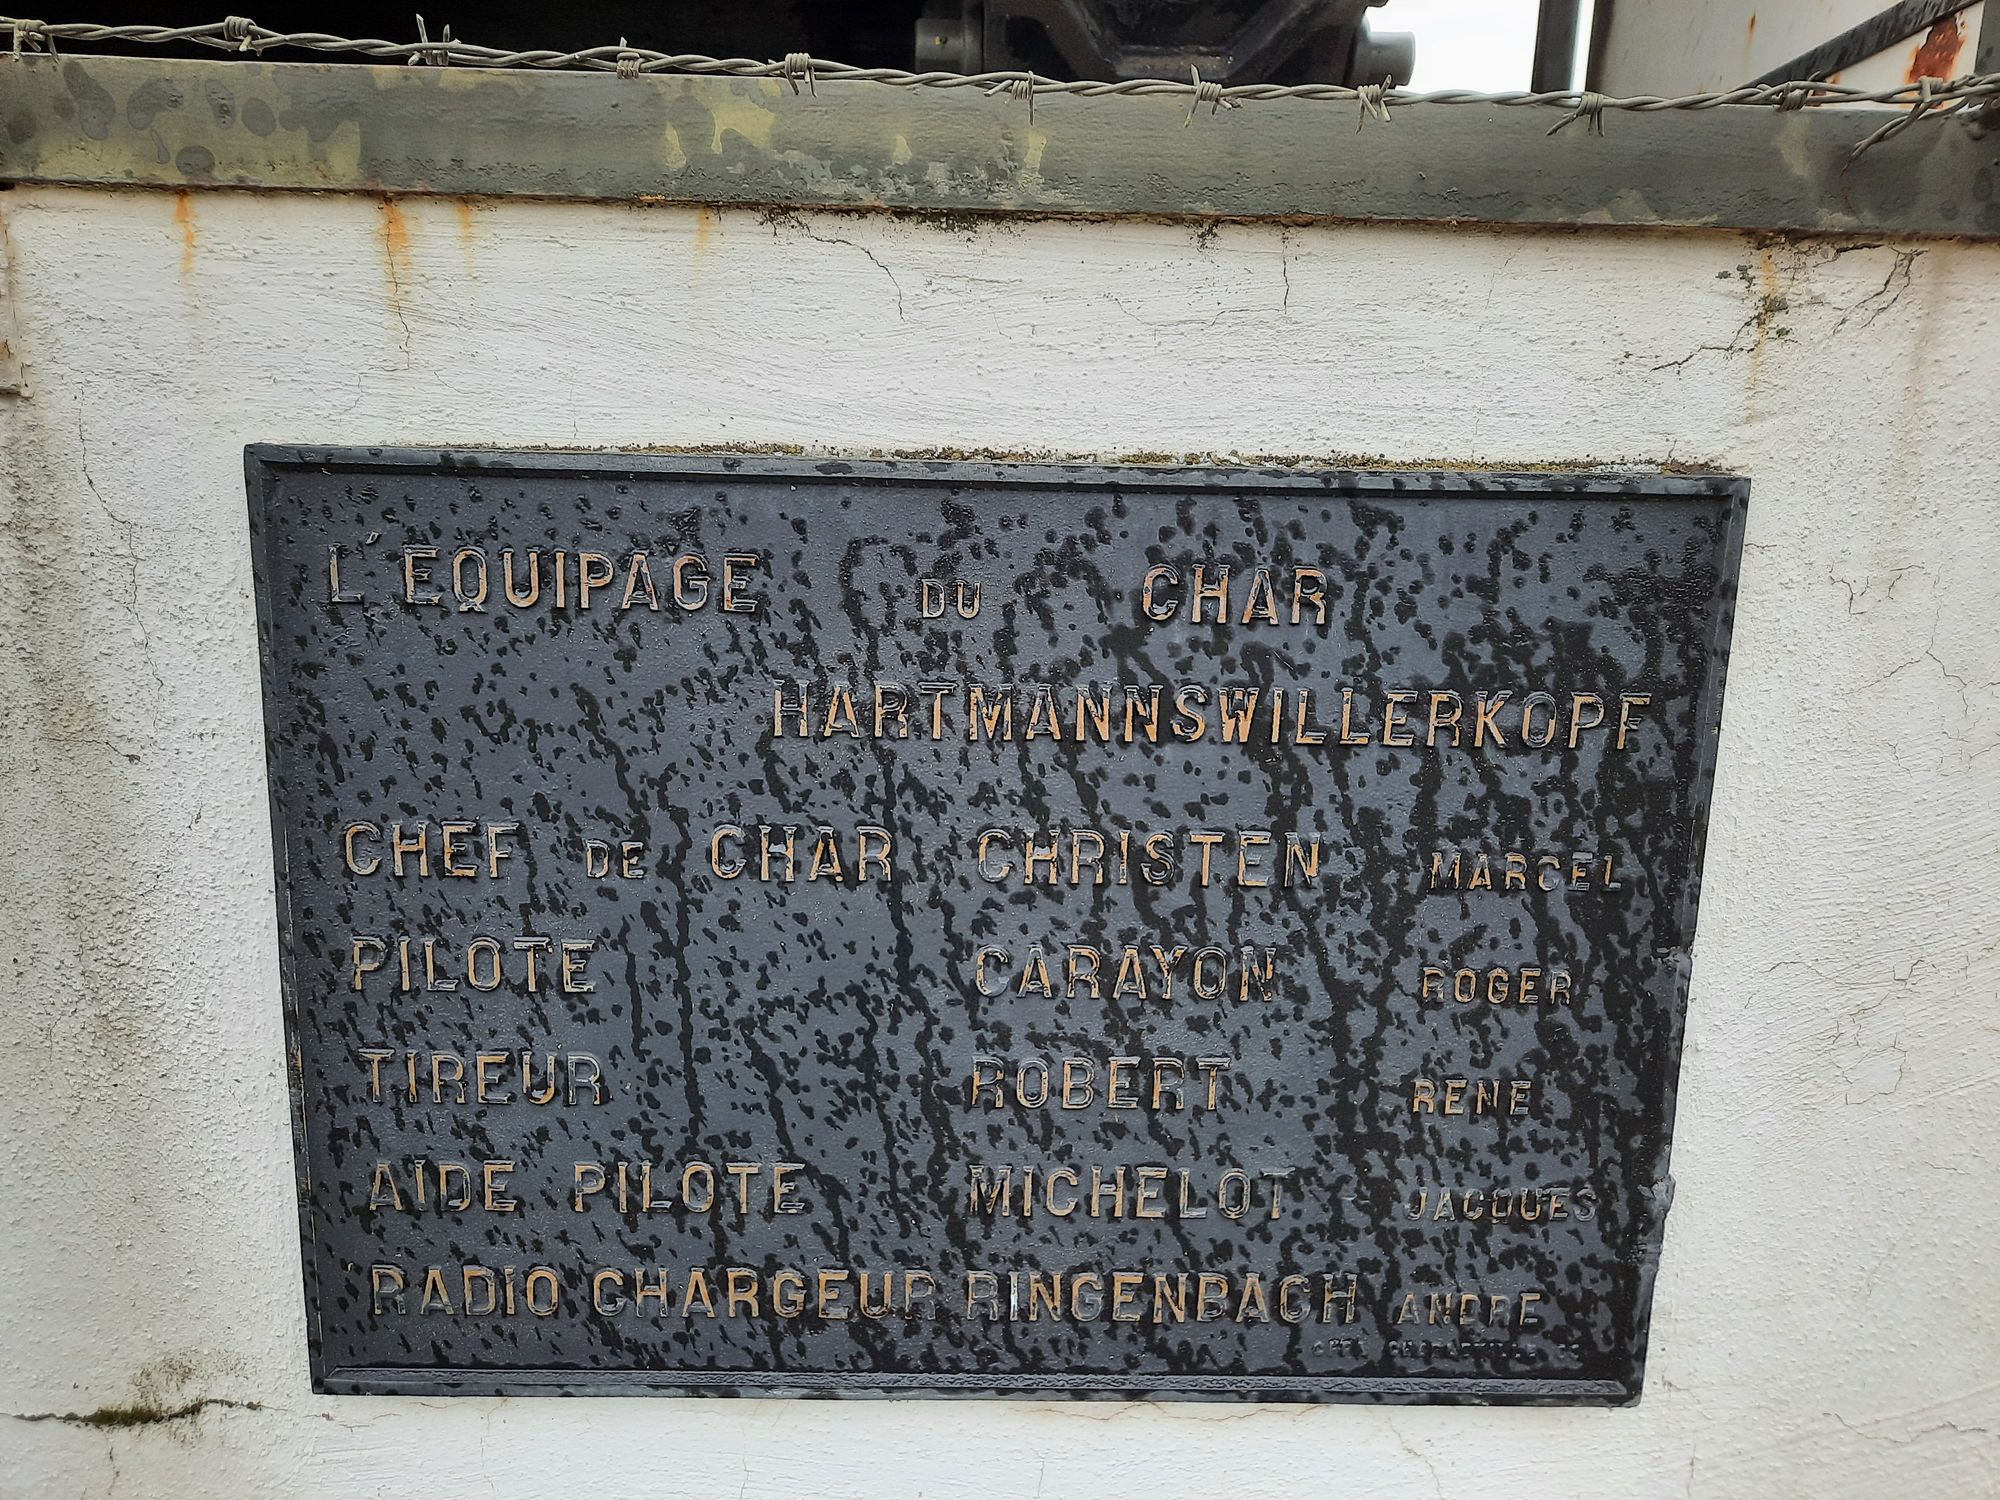 L'EQUIPAGE DU CHAR
HARTMANNSWILLERKOPF
CHEF DE CHAR CHRISTEN MARCEL
PILOTE CARAYON ROGER
TIREUR ROBERT RENE
AIDE PILOTE MICHELOT JACQUES
RADIO CHARGEUR RINGENBACH ANDRE